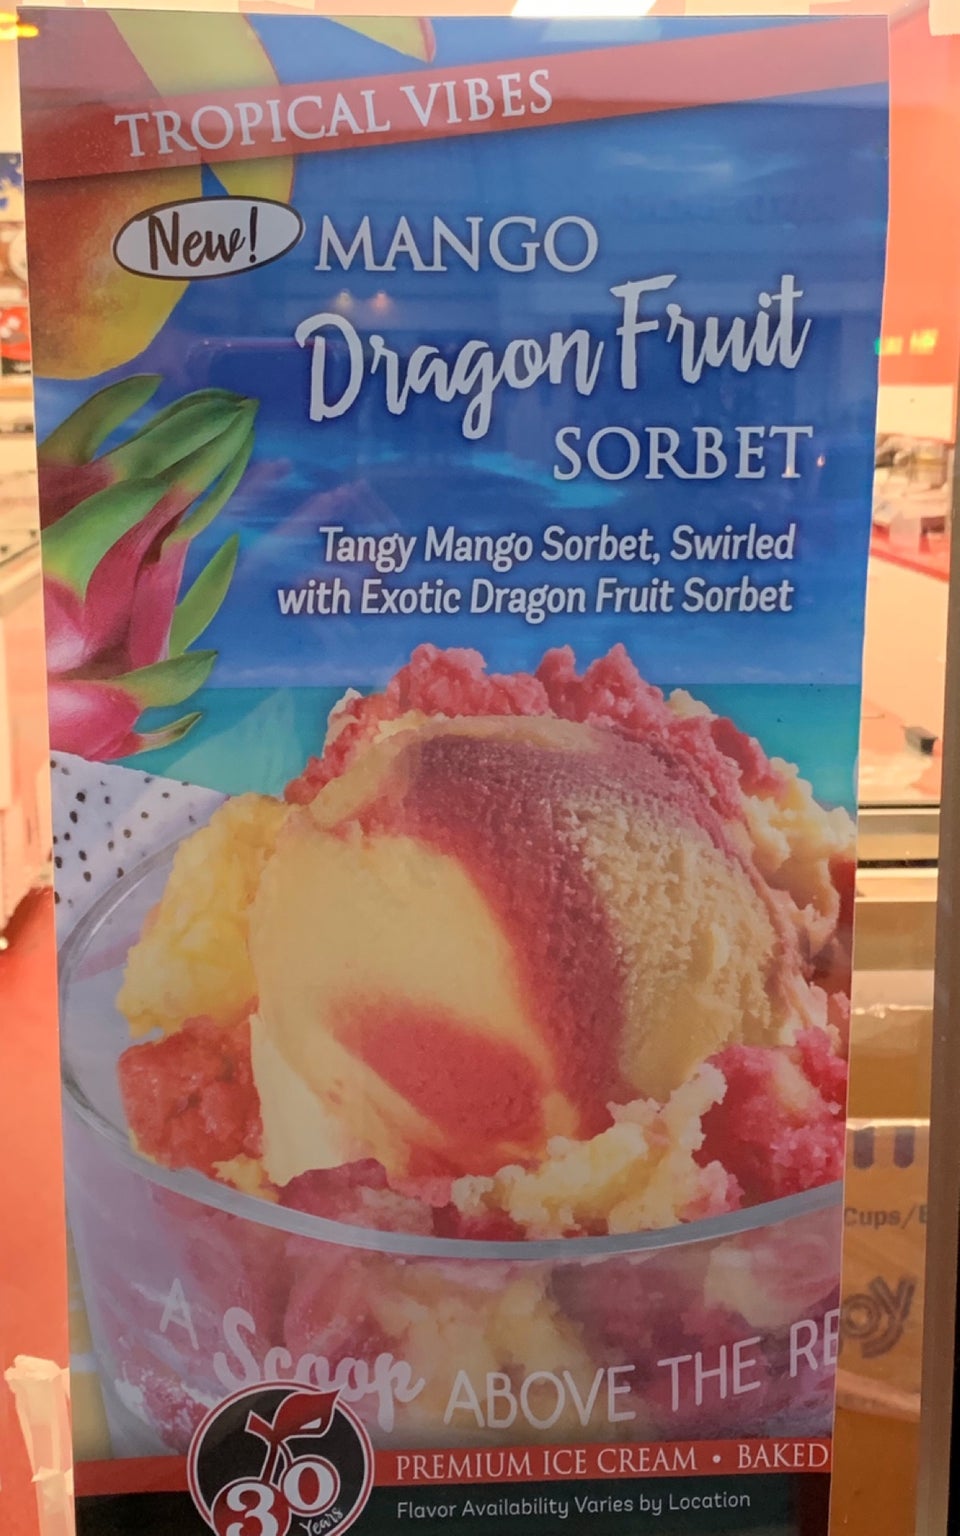 TROPICAL VIBES
New!
MANGO
Dragon Fruit
SORBET
Tangy Mango Sorbet, Swirled
with Exotic Dragon Fruit Sorbet
A Scoop ABOVE THE RE
30
Years
PREMIUM ICE CREAM • BAKED
Flavor Availability Varies by Location
Cups/